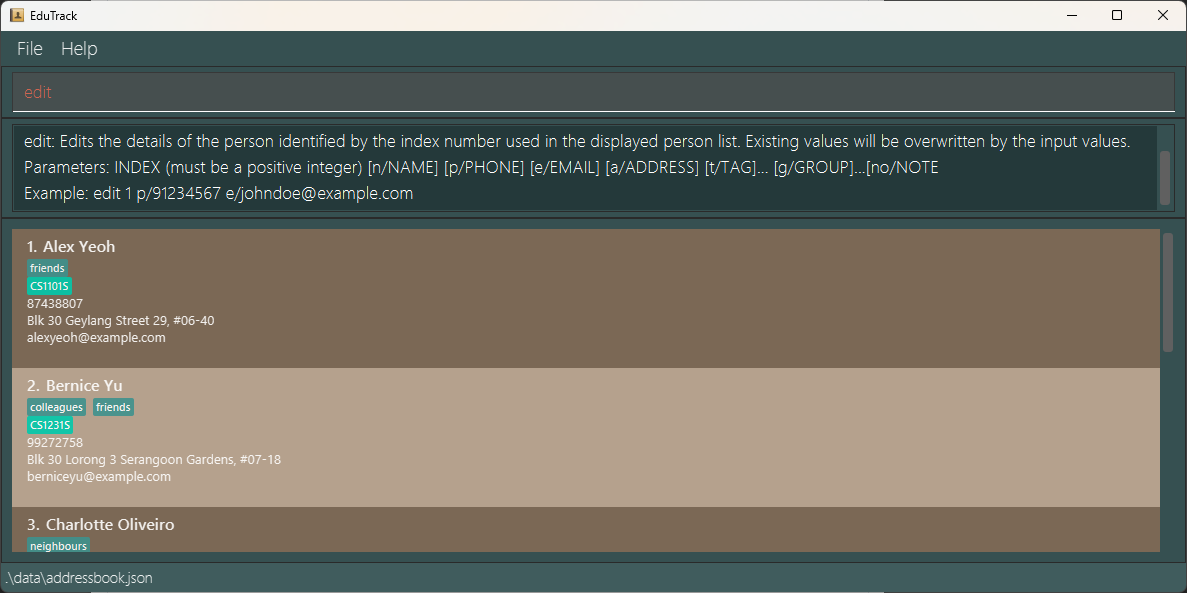 EduTrack
File Help
edit
edit: Edits the details of the person identified by the index number used in the displayed person list. Existing values will be overwritten by the input values.
Parameters: INDEX (must be a positive integer) [n/NAME] [p/PHONE] [e/EMAIL] [a/ADDRESS] [t/TAG]... [g/GROUP]...[no/NOTE
Example: edit 1 p/91234567 e/johndoe@example.com
1. Alex Yeoh
friends
CS1101S
87438807
Blk 30 Geylang Street 29, #06-40
alexyeoh@example.com
2. Bernice Yu
colleagues friends
CS1231S
99272758
Blk 30 Lorong 3 Serangoon Gardens, #07-18
berniceyu@example.com
3. Charlotte Oliveiro
neighbours
.\data\addressbook.json